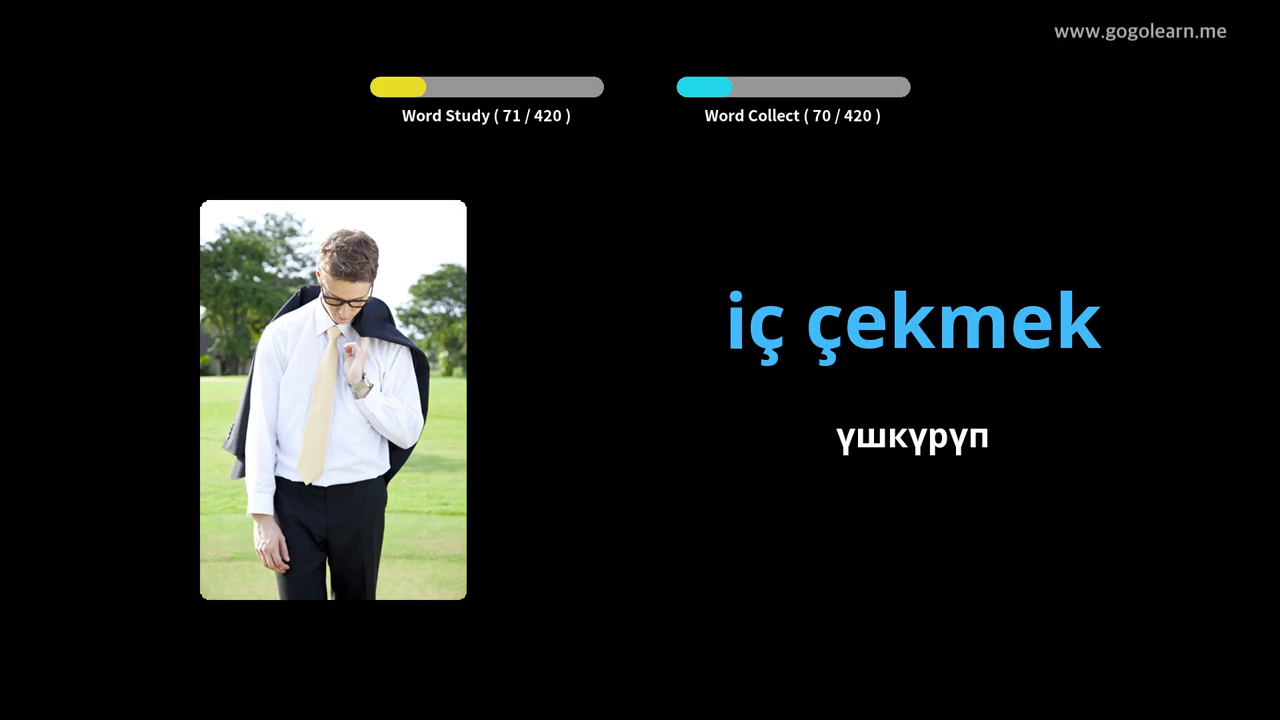 www.gogolearn.me
Word Study ( 71 / 420 )
Word Collect ( 70 / 420 )
iç çekmek
үшкүрүп